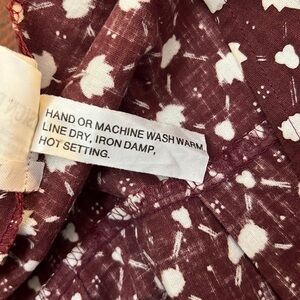 HAND OR MACHINE WASH WARM,
LINE DRY, IRON DAMP,
HOT SETTING.